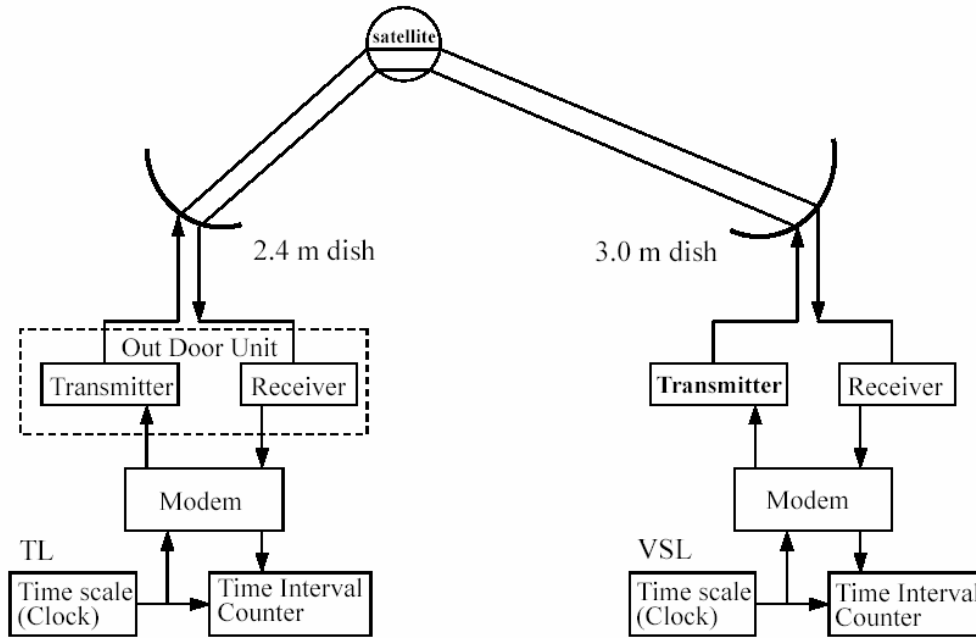 satellite
2.4 m dish
3.0 m dish
Out Door Unit
Transmitter
Receiver
Transmitter
Receiver
Modem
Modem
TL
VSL
Time scale
(Clock)
Time Interval
Counter
Time scale
(Clock)
Time Interval
Counter